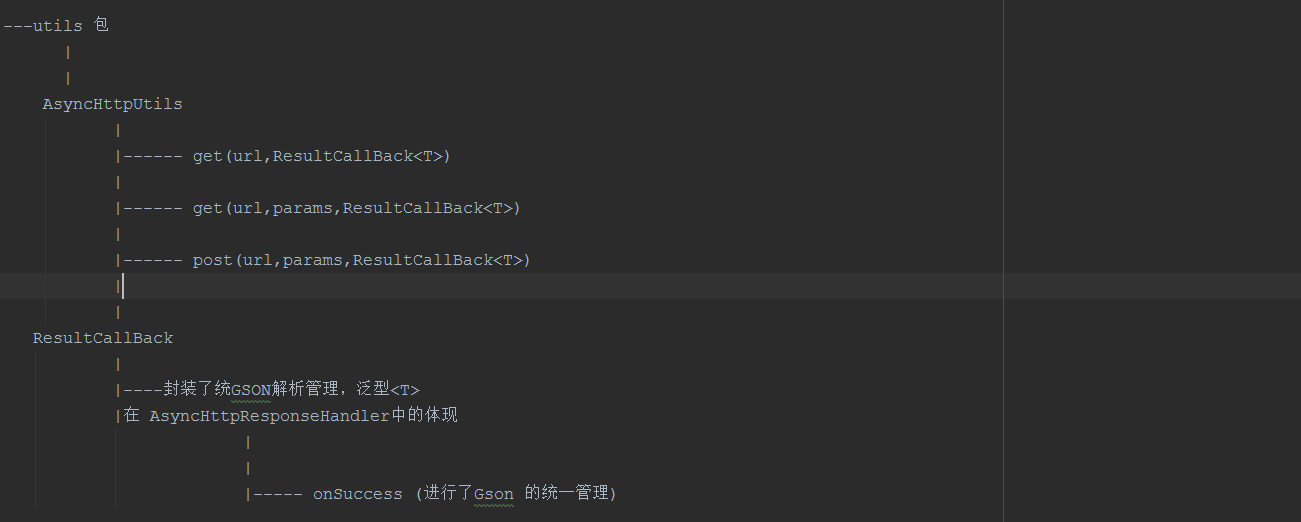 ---utils 包
|
|
AsyncHttpUtils
|
|------ get(url,ResultCallBack<T>)
|
|------ get(url,params,ResultCallBack<T>)
|
|------ post(url,params,ResultCallBack<T>)
|
|
ResultCallBack
|
|----封装了统GSON解析管理，泛型<T>
|在 AsyncHttpResponseHandler中的体现
|
|
|----- onSuccess (进行了Gson 的统一管理)